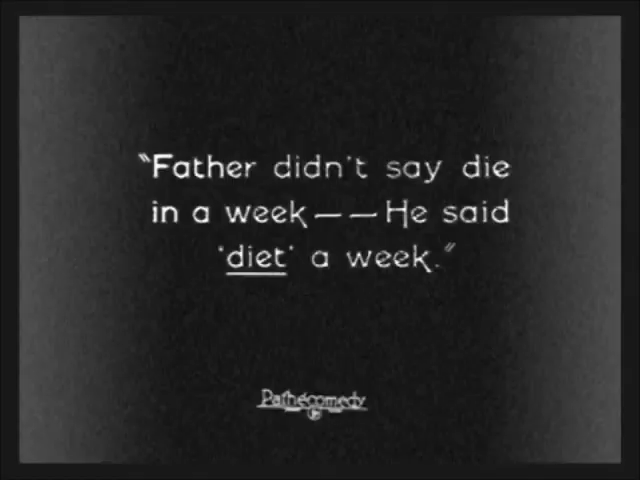 "Father didn't say die
in a week — — He said
'diet' a week."
Pathécomedy